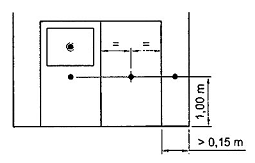 = =
1,00 m
> 0,15 m